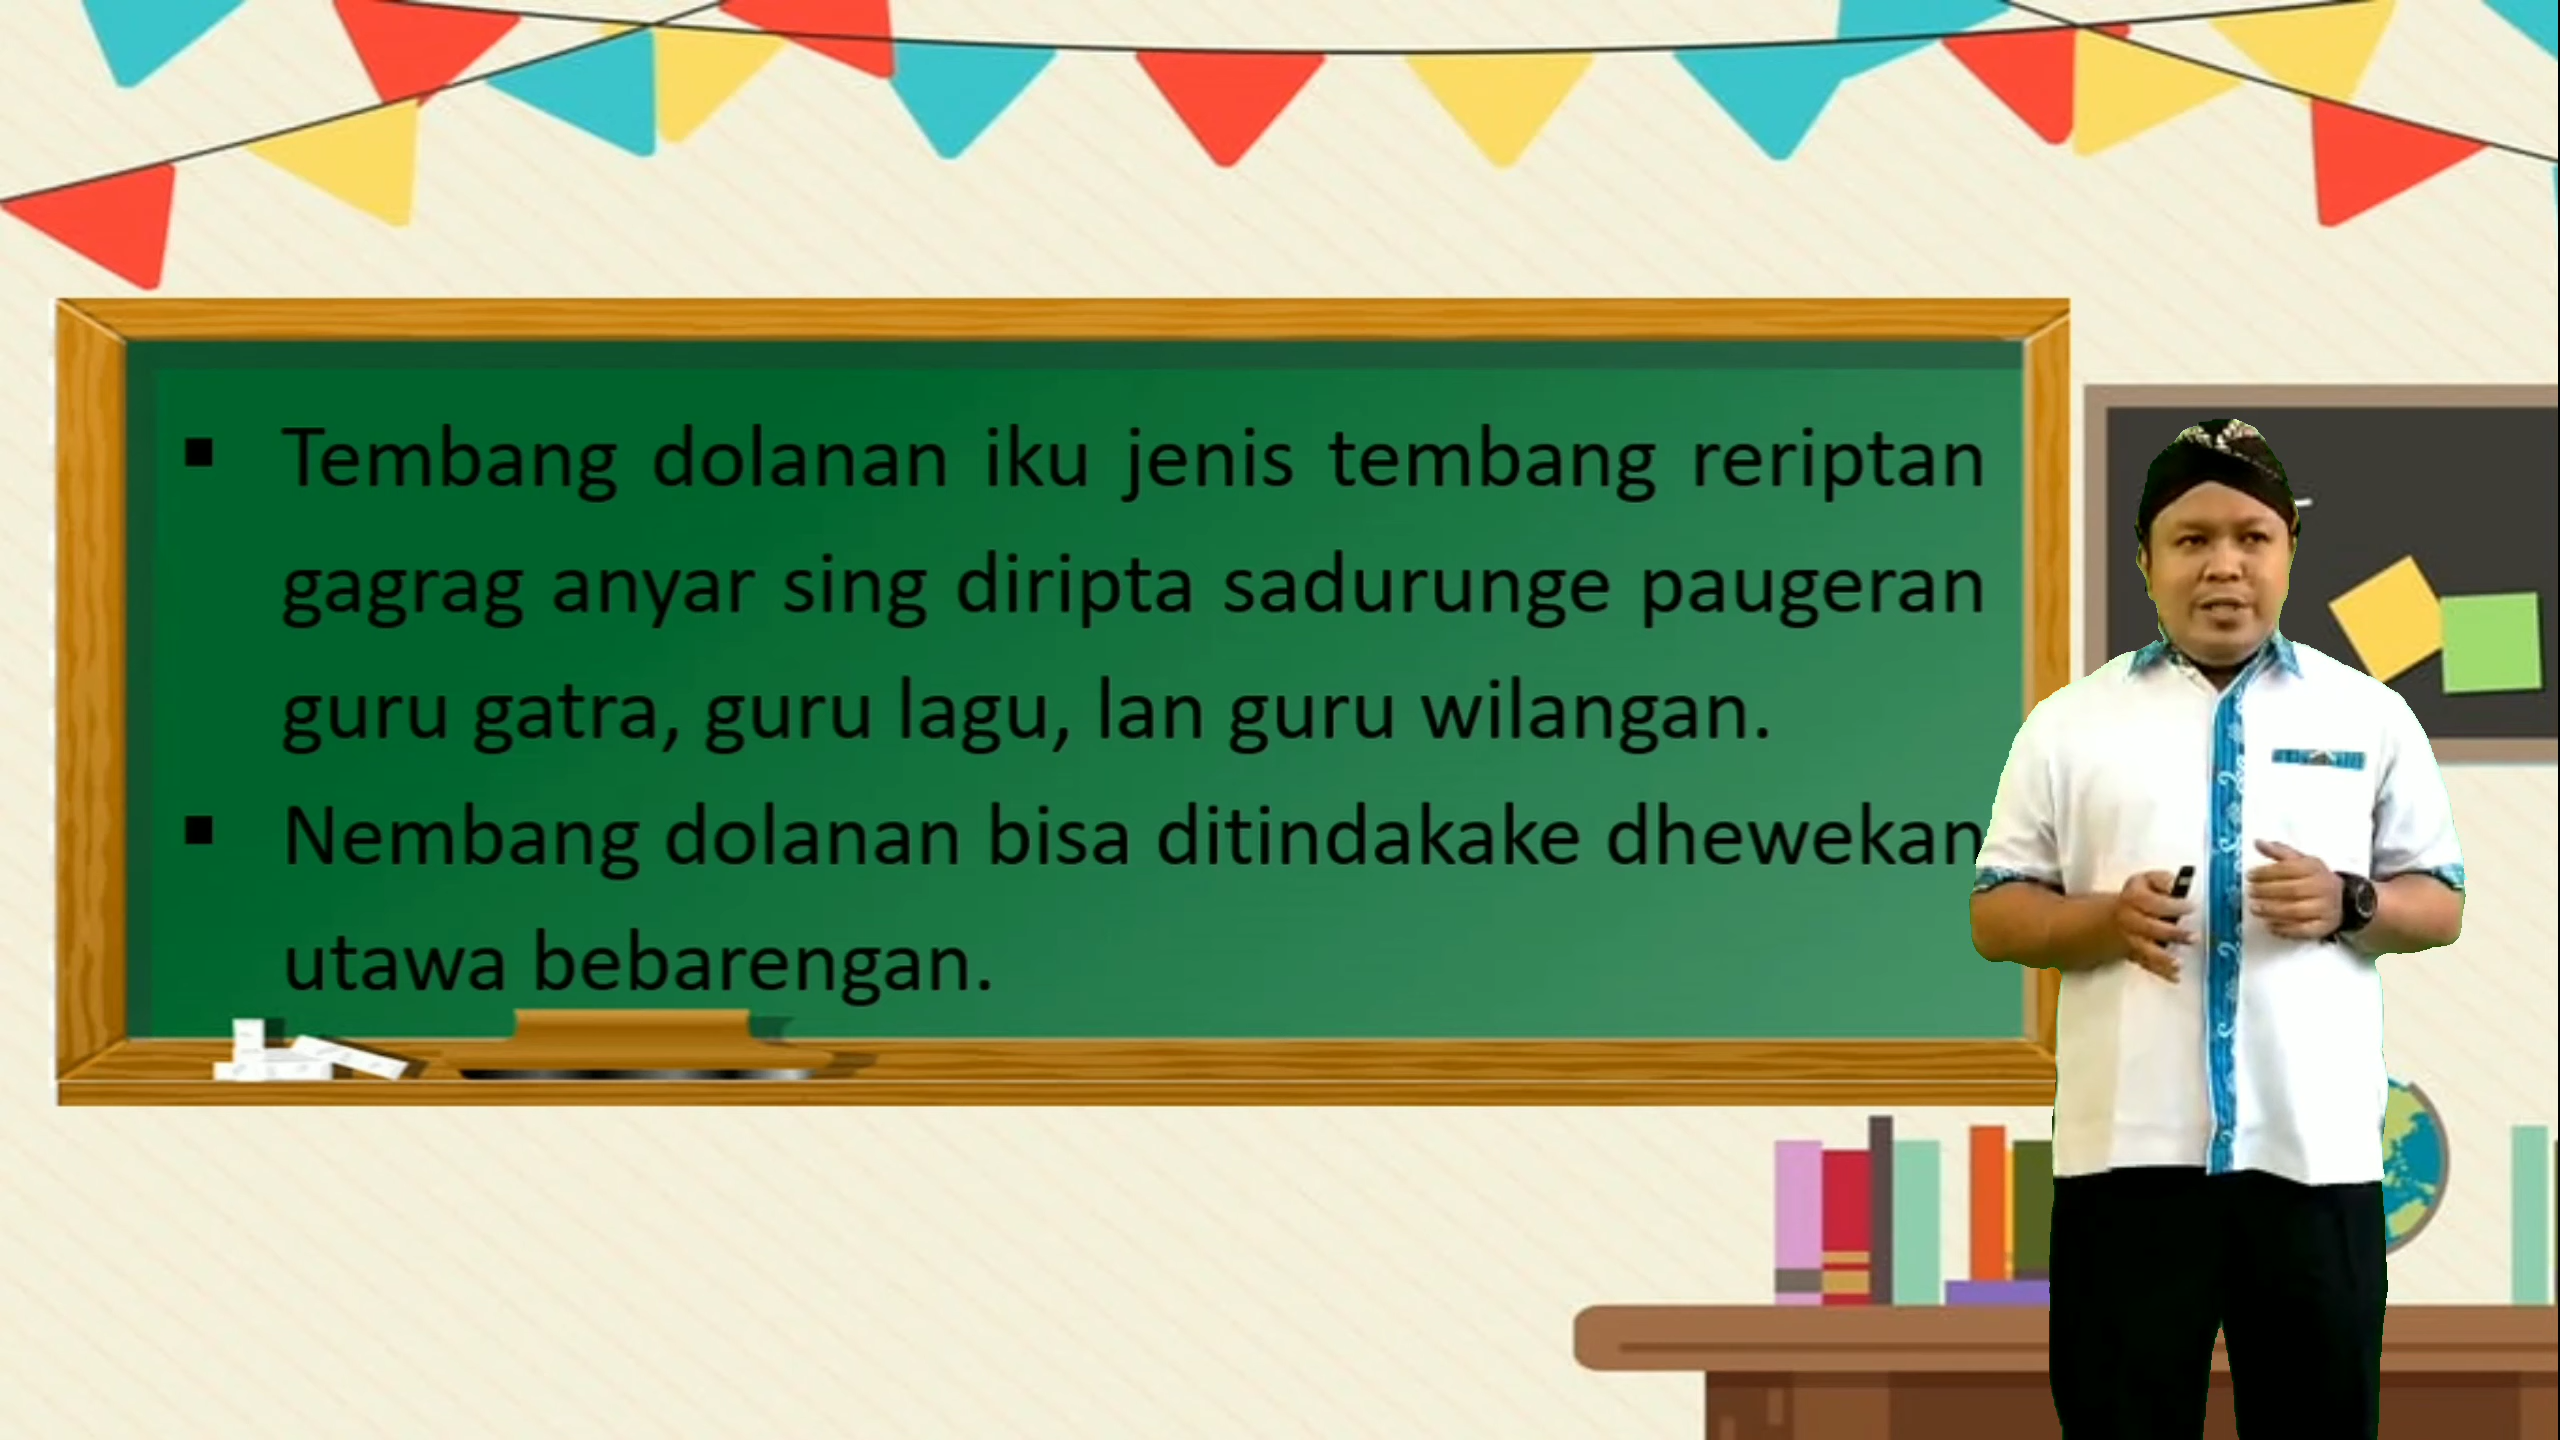 ▪ Tembang dolanan iku jenis tembang reriptan
gagrag anyar sing diripta sadurunge paugeran
guru gatra, guru lagu, lan guru wilangan.
▪ Nembang dolanan bisa ditindakake dhewekan
utawa bebarengan.